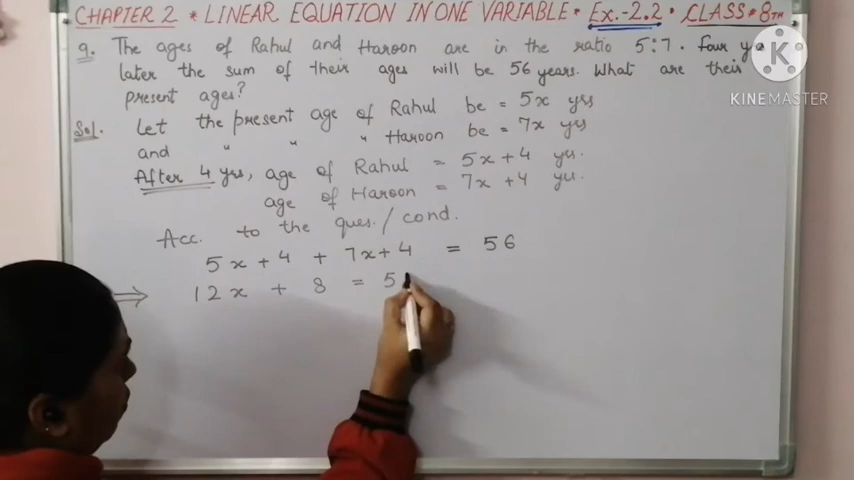 CHAPTER 2 * LINEAR EQUATION IN ONE VARIABLE * Ex.-2.2 * CLASS * 8TH
9. The ages of Rahul and Haroon are in the ratio 5:7. Four
later the sum of their ages will be 56 years. What are their
present ages?
KINEMASTER
Sol. Let the present age of Rahul be = 5x yrs
and " " " Haroon be = 7x yrs
After 4 yrs, age of Rahul = 5x+4 yrs.
age of Haroon = 7x +4 yrs.
Acc. to the ques./cond.
5x+4 + 7x+4 = 56
⇒ 12x + 8 = 5